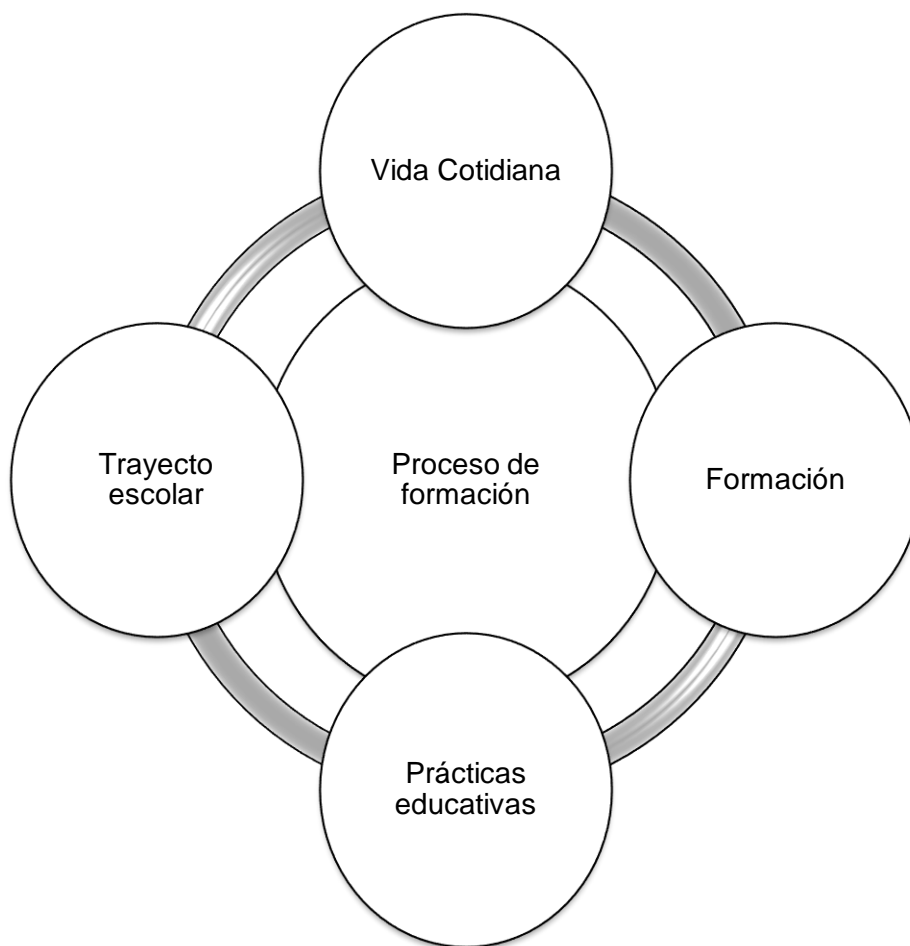 Vida Cotidiana
Trayecto
escolar
Proceso de
formación
Formación
Prácticas
educativas